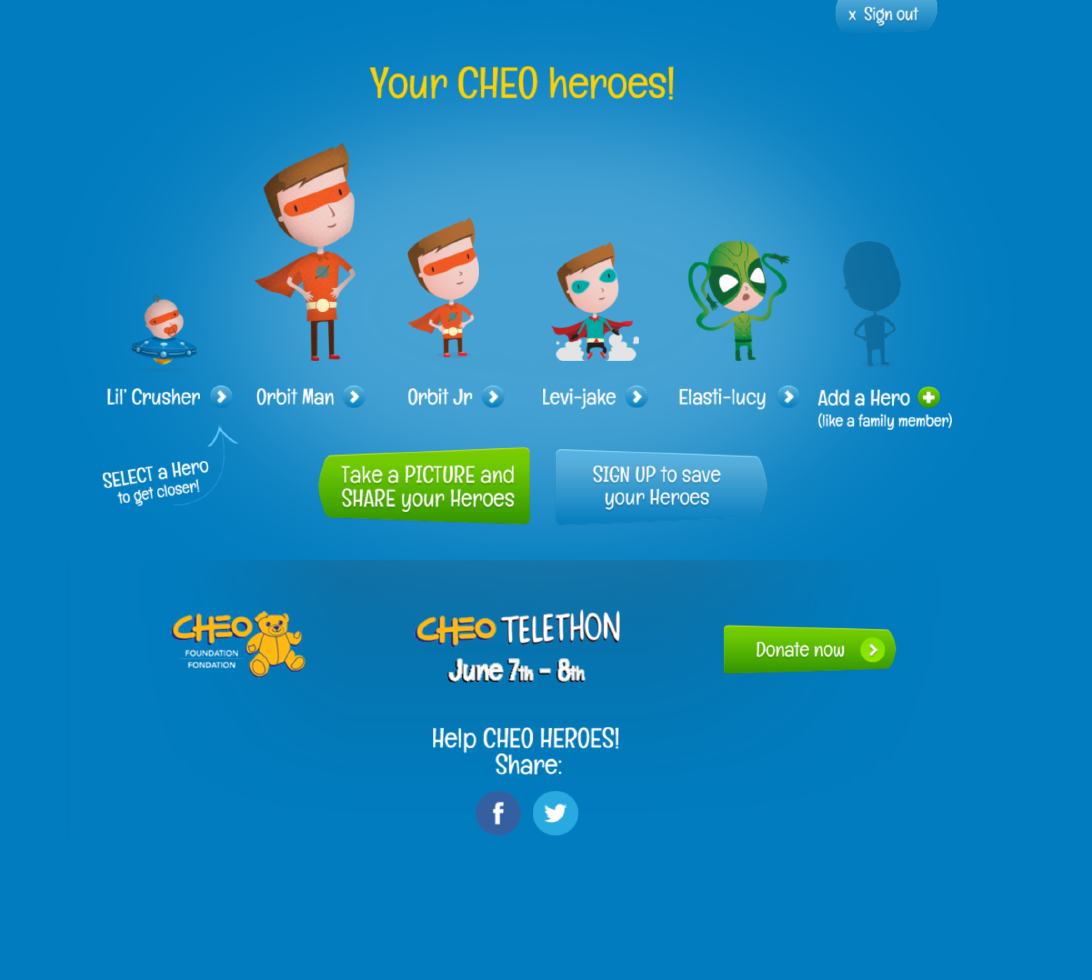 x Sign out
Your CHEO heroes!
Lil' Crusher
Orbit Man
Orbit Jr
Levi-jake
Elasti-lucy
Add a Hero
(like a family member)
SELECT a Hero
to get closer!
Take a PICTURE and
SHARE your Heroes
SIGN UP to save
your Heroes
CHEO
FOUNDATION
FONDATION
CHEO TELETHON
June 7th - 8th
Donate now
Help CHEO HEROES!
Share:
f